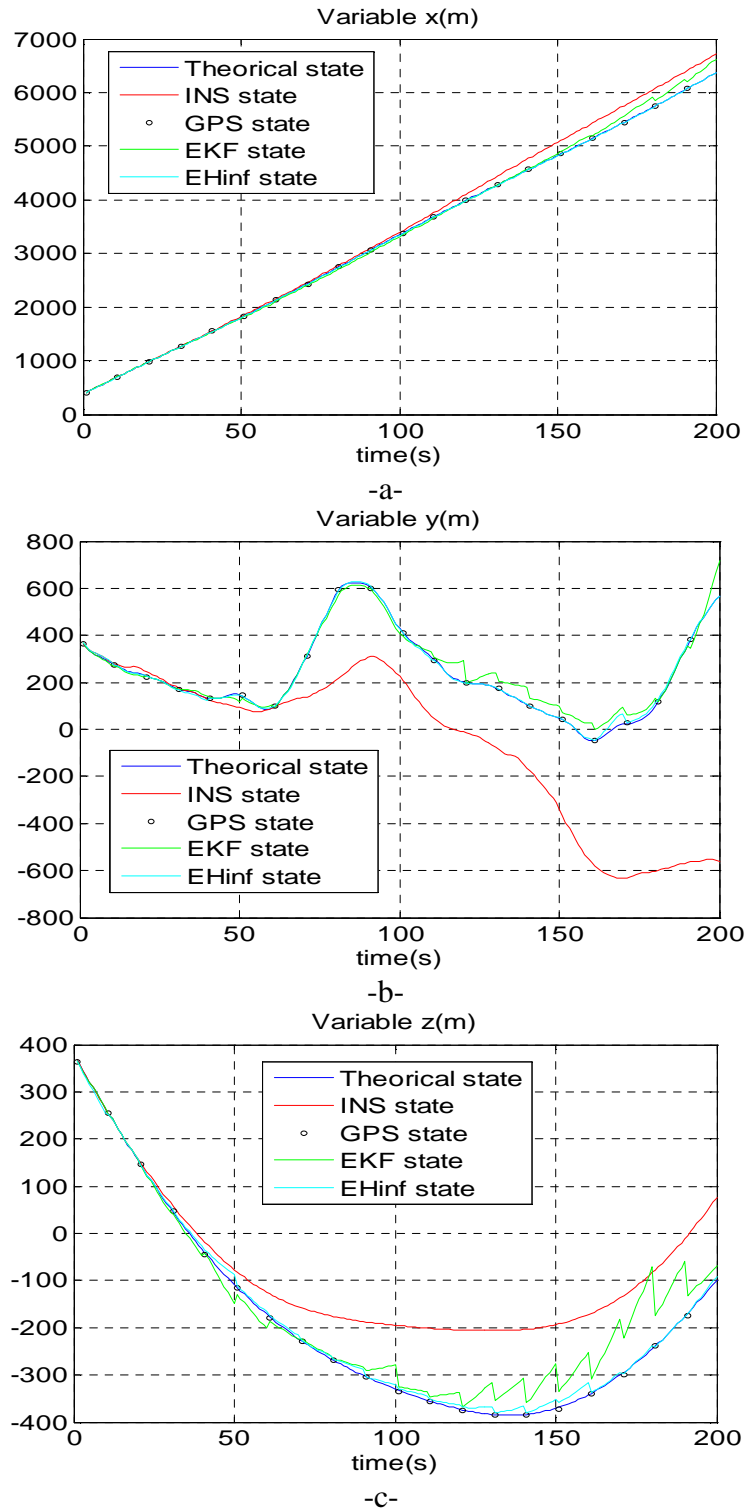 Variable x(m)
7000
6000
5000
4000
3000
2000
1000
0
Theorical state
INS state
GPS state
EKF state
EHinf state
0 50 100 150 200
time(s)
-a-
Variable y(m)
800
600
400
200
0
-200
-400
-600
-800
Theorical state
INS state
GPS state
EKF state
EHinf state
0 50 100 150 200
time(s)
-b-
Variable z(m)
400
300
200
100
0
-100
-200
-300
-400
Theorical state
INS state
GPS state
EKF state
EHinf state
0 50 100 150 200
time(s)
-c-